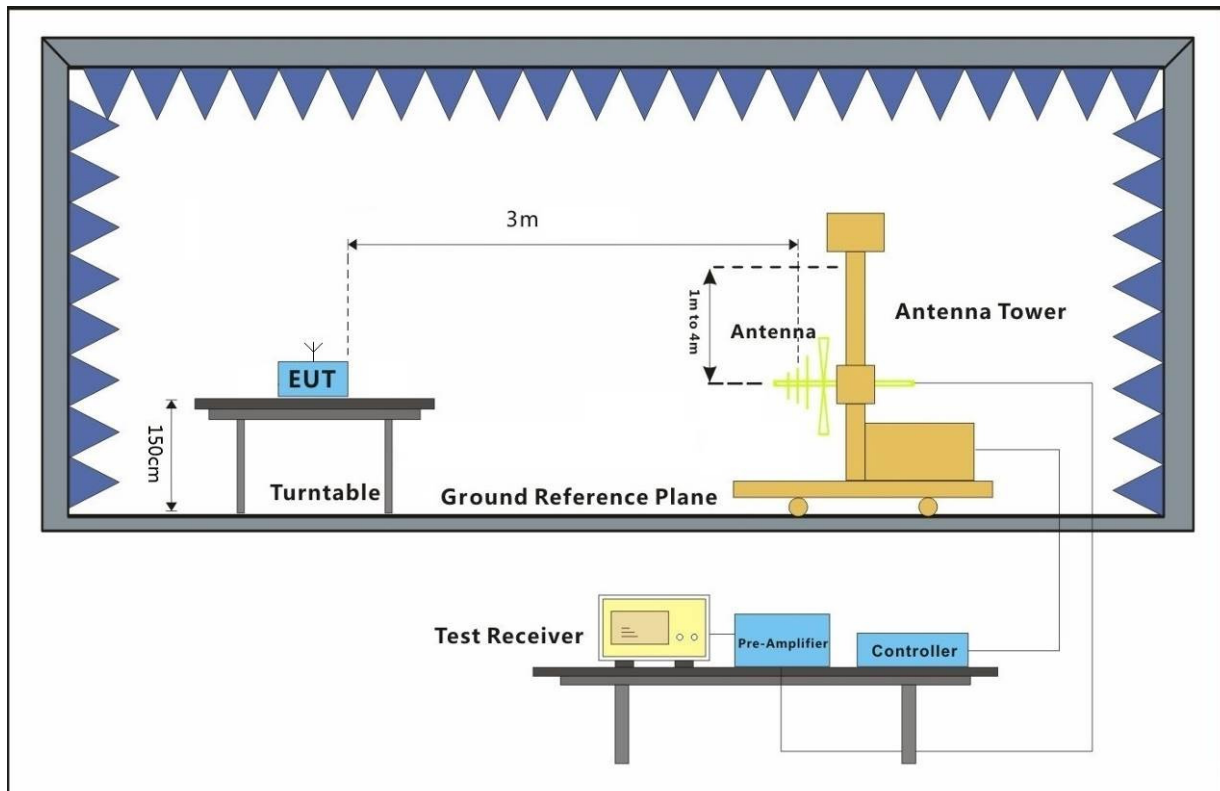 3m
1m to 4m
Antenna
Antenna Tower
EUT
150cm
Turntable
Ground Reference Plane
Test Receiver
Pre-Amplifier
Controller